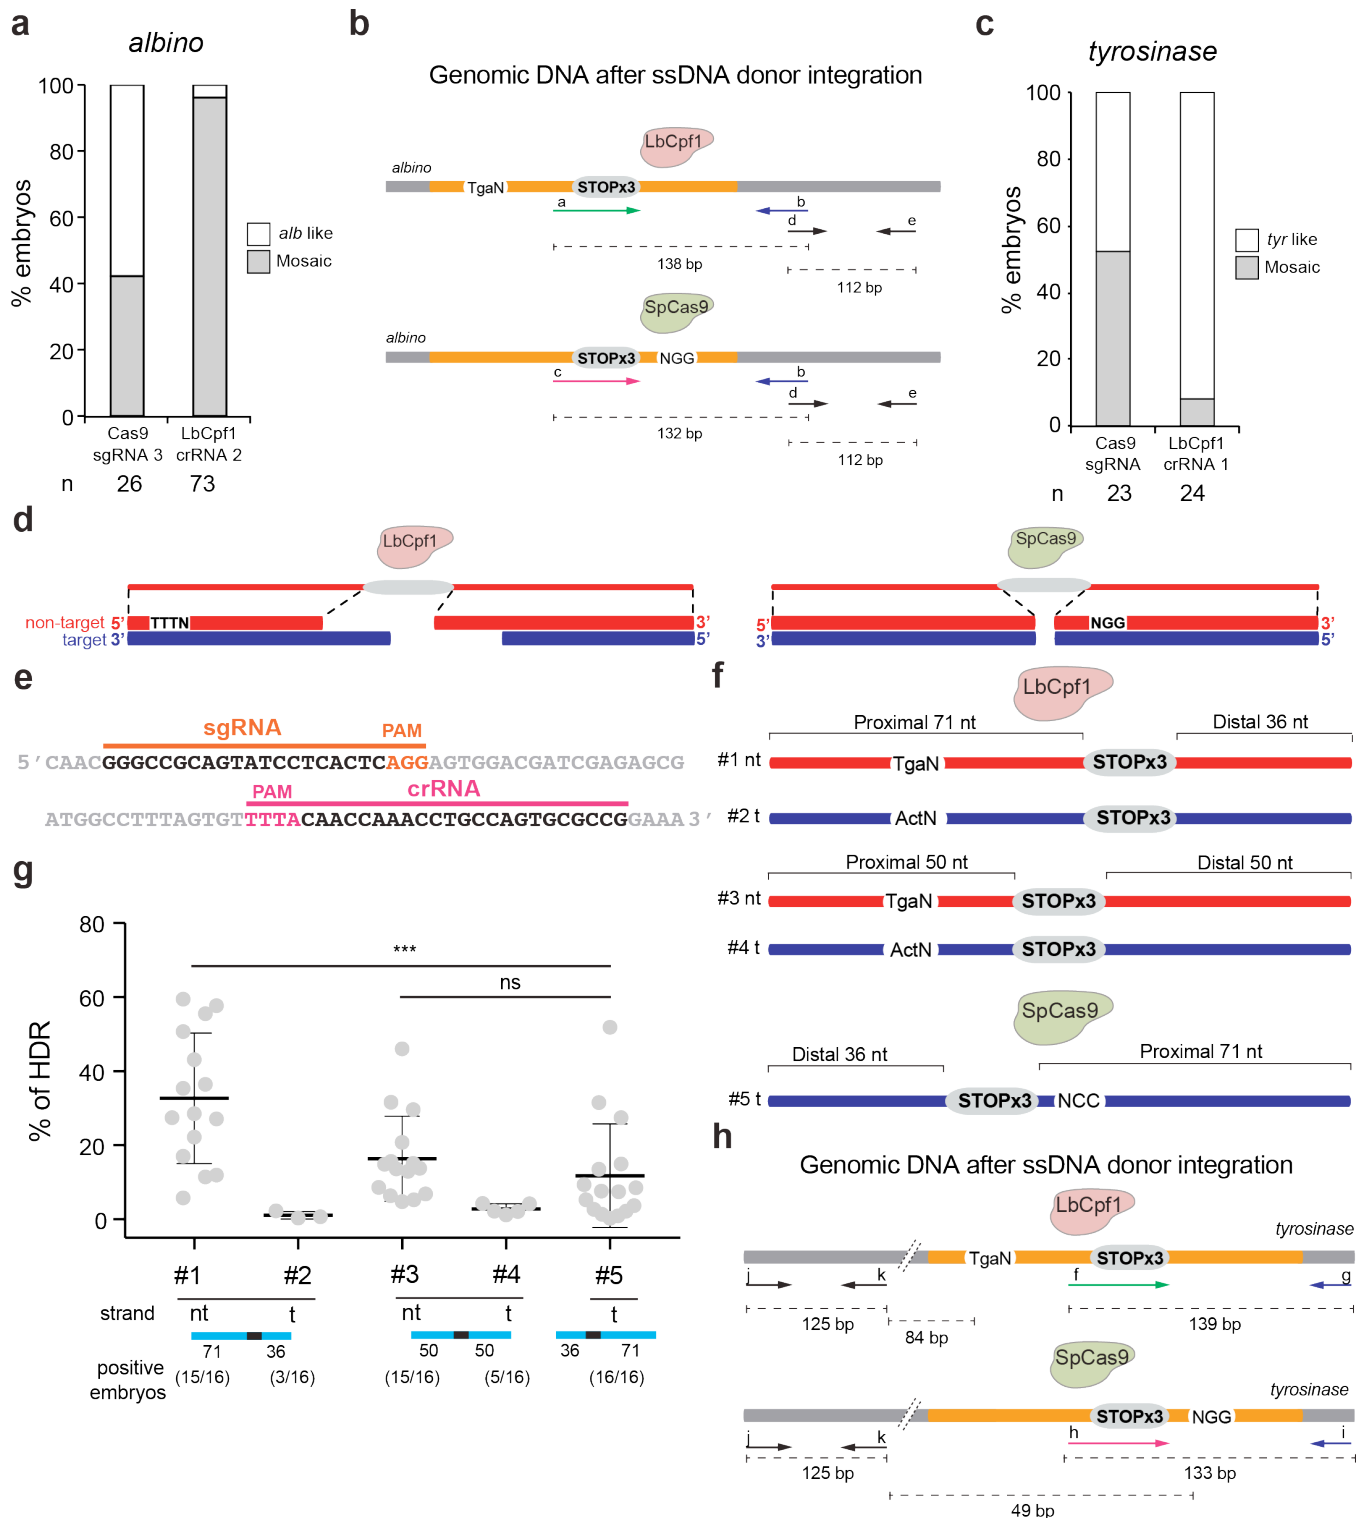 a
albino
100
80
60
40
20
0
% embryos
alb like
Mosaic
Cas9
sgRNA 3
LbCpf1
crRNA 2
n
26
73
b
Genomic DNA after ssDNA donor integration
LbCpf1
albino
TgaN
STOPx3
a
b
d
e
138 bp
112 bp
SpCas9
albino
STOPx3
NGG
c
b
d
e
132 bp
112 bp
c
tyrosinase
100
80
60
40
20
0
% embryos
tyr like
Mosaic
Cas9
sgRNA
LbCpf1
crRNA 1
n
23
24
d
LbCpf1
non-target 5’
TTTN
3’
target 3’
5’
SpCas9
5’
NGG
3’
3’
5’
e
sgRNA
PAM
5’CAACGGGCCGCAGTATCCTCACTCAGGAGTGGACGATCGAGAGCG
PAM
crRNA
ATGGCCTTTAGTGTTTTACAACCAAACCTGCCAGTGCGCCGGAAA3’
f
LbCpf1
Proximal 71 nt
Distal 36 nt
#1 nt
TgaN
STOPx3
#2 t
ActN
STOPx3
Proximal 50 nt
Distal 50 nt
#3 nt
TgaN
STOPx3
#4 t
ActN
STOPx3
SpCas9
Distal 36 nt
Proximal 71 nt
#5 t
STOPx3
NCC
g
80
60
40
20
0
% of HDR
***
ns
#1
#2
#3
#4
#5
strand
nt
t
nt
t
t
71
36
50
50
36
71
positive
embryos
(15/16)
(3/16)
(15/16)
(5/16)
(16/16)
h
Genomic DNA after ssDNA donor integration
LbCpf1
tyrosinase
TgaN
STOPx3
j
k
f
g
125 bp
84 bp
139 bp
SpCas9
tyrosinase
STOPx3
NGG
j
k
h
i
125 bp
133 bp
49 bp